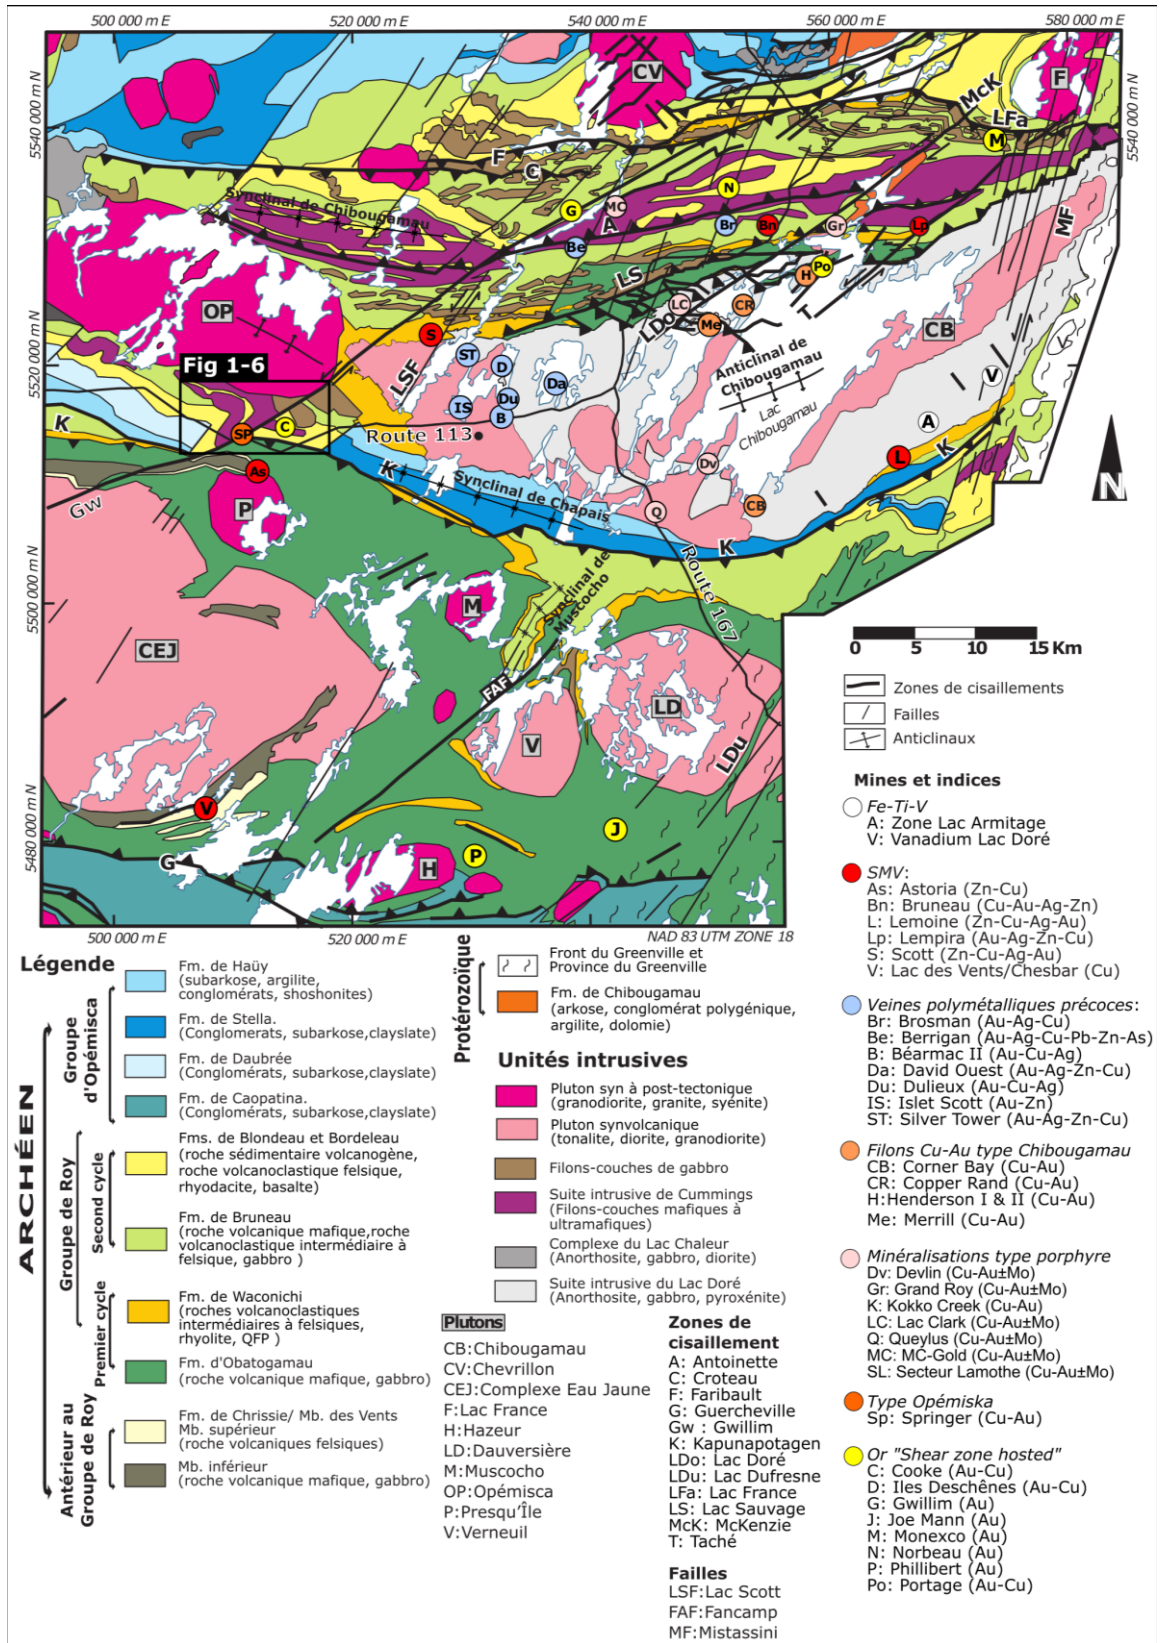 500 000 m E
520 000 m E
540 000 m E
560 000 m E
580 000 m E
5540 000 m N
5520 000 m N
5500 000 m N
5480 000 m N
5540 000 m N
CV
F
McK
LFa
M
F
C
N
Synclinal de Chibougamau
G
MC
A
Be
Br
Bn
Gr
Lp
MF
Po
H
LS
LC
CR
T
LDo
Me
CB
OP
S
Fig 1-6
ST
D
LSF
Da
Du
IS
B
Anticlinal de
Chibougamau
Lac
Chibougamau
V
A
K
SP
C
Route 113
L
K
As
K
Synclinal de Chapais
Dv
CB
Q
K
N
Gw
P
Route 167
M
Synclinal de
Muscocho
CEJ
FAF
LD
V
LDu
V
J
P
G
H
0 5 10 15 Km
Zones de cisaillements
Failles
Anticlinaux
500 000 m E
520 000 m E
NAD 83 UTM ZONE 18
Légende
ARCHÉEN
Groupe
d'Opémisca
Fm. de Haüy
(subarkose, argilite,
conglomérats, shoshonites)
Fm. de Stella.
(Conglomerats, subarkose,clayslate)
Fm. de Daubrée
(Conglomérats, subarkose,clayslate)
Fm. de Caopatina.
(Conglomérats, subarkose,clayslate)
Groupe de Roy
Second cycle
Fms. de Blondeau et Bordeleau
(roche sédimentaire volcanogène,
roche volcanoclastique felsique,
rhyodacite, basalte)
Fm. de Bruneau
(roche volcanique mafique,roche
volcanoclastique intermédiaire à
felsique, gabbro )
Premier cycle
Fm. de Waconichi
(roches volcanoclastiques
intermédiaires à felsiques,
rhyolite, QFP )
Fm. d'Obatogamau
(roche volcanique mafique, gabbro)
Antérieur au
Groupe de Roy
Fm. de Chrissie/ Mb. des Vents
Mb. supérieur
(roche volcaniques felsiques)
Mb. inférieur
(roche volcanique mafique, gabbro)
Protérozoïque
Front du Greenville et
Province du Greenville
Fm. de Chibougamau
(arkose, conglomérat polygénique,
argilite, dolomie)
Unités intrusives
Pluton syn à post-tectonique
(granodiorite, granite, syénite)
Pluton synvolcanique
(tonalite, diorite, granodiorite)
Filons-couches de gabbro
Suite intrusive de Cummings
(Filons-couches mafiques à
ultramafiques)
Complexe du Lac Chaleur
(Anorthosite, gabbro, diorite)
Suite intrusive du Lac Doré
(Anorthosite, gabbro, pyroxénite)
Plutons
CB:Chibougamau
CV:Chevrillon
CEJ:Complexe Eau Jaune
F:Lac France
H:Hazeur
LD:Dauversière
M:Muscocho
OP:Opémisca
P:Presqu'Île
V:Verneuil
Zones de
cisaillement
A: Antoinette
C: Croteau
F: Faribault
G: Guercheville
Gw : Gwillim
K: Kapunapotagen
LDo: Lac Doré
LDu: Lac Dufresne
LFa: Lac France
LS: Lac Sauvage
McK: McKenzie
T: Taché
Failles
LSF:Lac Scott
FAF:Fancamp
MF:Mistassini
Mines et indices
Fe-Ti-V
A: Zone Lac Armitage
V: Vanadium Lac Doré
SMV:
As: Astoria (Zn-Cu)
Bn: Bruneau (Cu-Au-Ag-Zn)
L: Lemoine (Zn-Cu-Ag-Au)
Lp: Lempira (Au-Ag-Zn-Cu)
S: Scott (Zn-Cu-Ag-Au)
V: Lac des Vents/Chesbar (Cu)
Veines polymétalliques précoces:
Br: Brosman (Au-Ag-Cu)
Be: Berrigan (Au-Ag-Cu-Pb-Zn-As)
B: Béarmac II (Au-Cu-Ag)
Da: David Ouest (Au-Ag-Zn-Cu)
Du: Dulieux (Au-Cu-Ag)
IS: Islet Scott (Au-Zn)
ST: Silver Tower (Au-Ag-Zn-Cu)
Filons Cu-Au type Chibougamau
CB: Corner Bay (Cu-Au)
CR: Copper Rand (Cu-Au)
H:Henderson I & II (Cu-Au)
Me: Merrill (Cu-Au)
Minéralisations type porphyre
Dv: Devlin (Cu-Au±Mo)
Gr: Grand Roy (Cu-Au±Mo)
K: Kokko Creek (Cu-Au)
LC: Lac Clark (Cu-Au±Mo)
Q: Queylus (Cu-Au±Mo)
MC: MC-Gold (Cu-Au±Mo)
SL: Secteur Lamothe (Cu-Au±Mo)
Type Opémiska
Sp: Springer (Cu-Au)
Or "Shear zone hosted"
C: Cooke (Au-Cu)
D: Iles Deschênes (Au-Cu)
G: Gwillim (Au)
J: Joe Mann (Au)
M: Monexco (Au)
N: Norbeau (Au)
P: Phillibert (Au)
Po: Portage (Au-Cu)